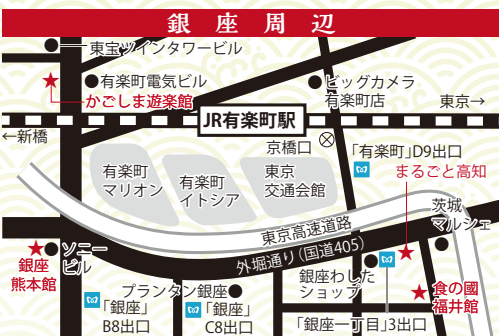 銀座周辺
東宝ツインタワービル
有楽町電気ビル
かごしま遊楽館
ビッグカメラ
有楽町店
東京→
JR有楽町駅
←新橋
京橋口
「有楽町」D9出口
まるごと高知
有楽町
マリオン
有楽町
イトシア
東京
交通会館
茨城
マルシェ
東京高速道路
外堀通り(国道405)
ソニー
ビル
銀座
熊本館
銀座わした
ショップ
食の國
福井館
プランタン銀座
「銀座」
B8出口
「銀座」
C8出口
「銀座一丁目」3出口